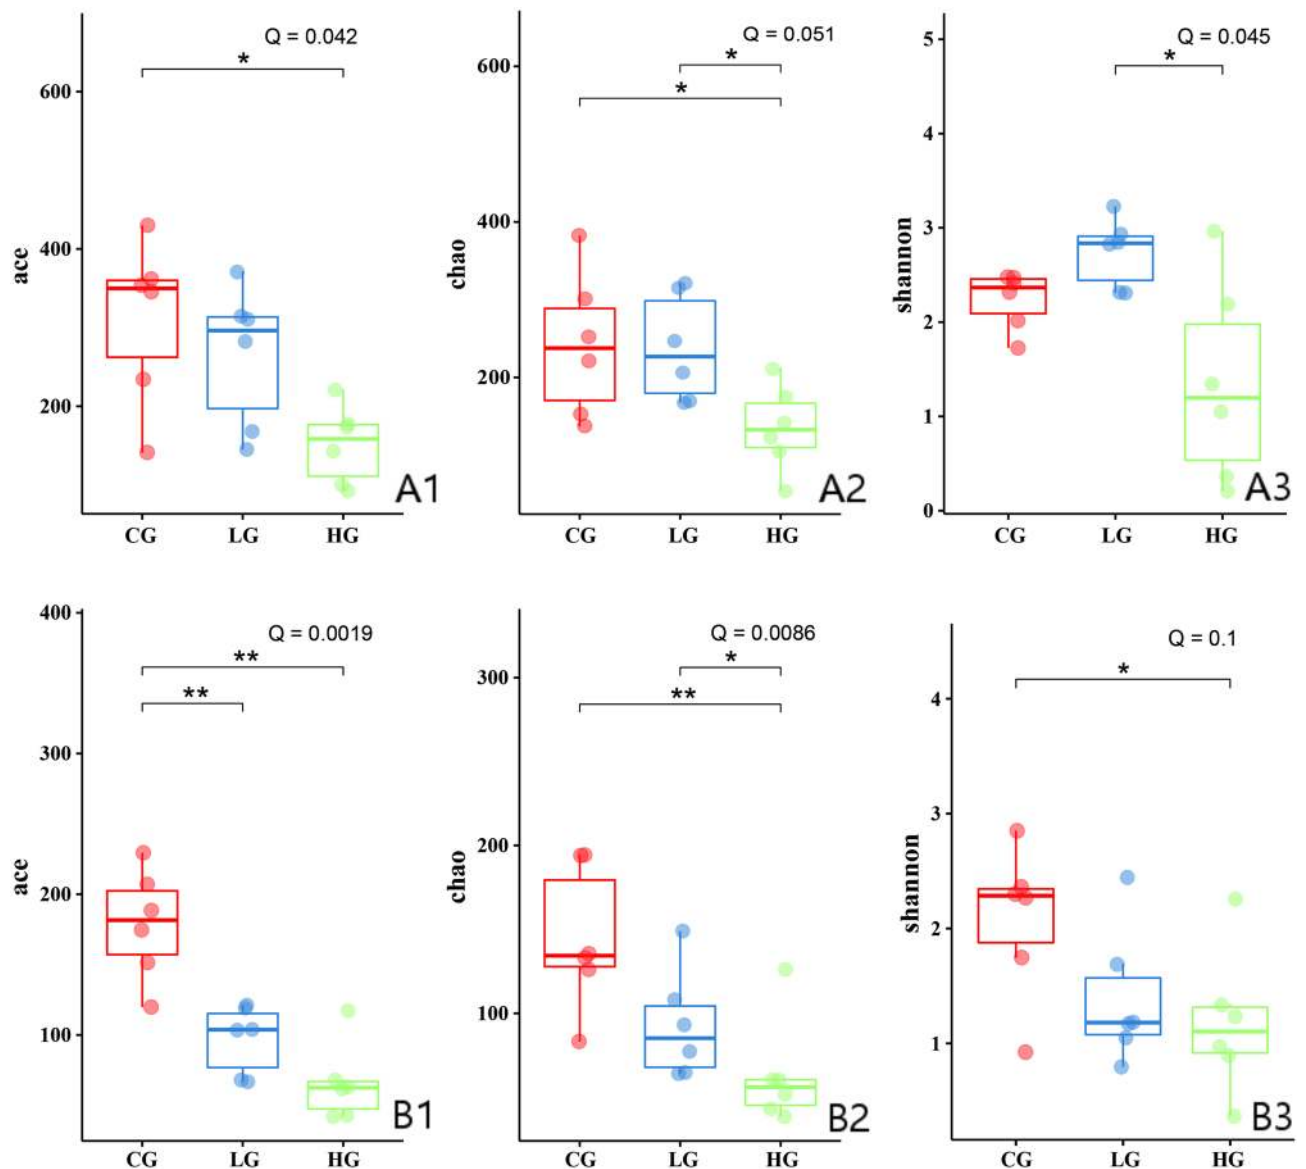 Q = 0.042
*
600
400
200
ace
CG LG HG
A1
Q = 0.051
*
*
600
400
200
chao
CG LG HG
A2
Q = 0.045
*
5
4
3
2
1
0
shannon
CG LG HG
A3
Q = 0.0019
**
**
400
300
200
100
ace
CG LG HG
B1
Q = 0.0086
*
**
300
200
100
chao
CG LG HG
B2
Q = 0.1
*
4
3
2
1
shannon
CG LG HG
B3